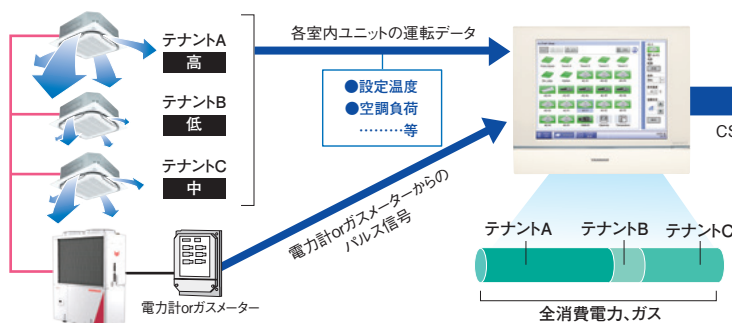 テナントA
高
テナントB
低
テナントC
中
各室内ユニットの運転データ
●設定温度
●空調負荷
………等
電力計orガスメーターからの
パルス信号
電力計orガスメーター
CS
テナントA
テナントB
テナントC
全消費電力、ガス